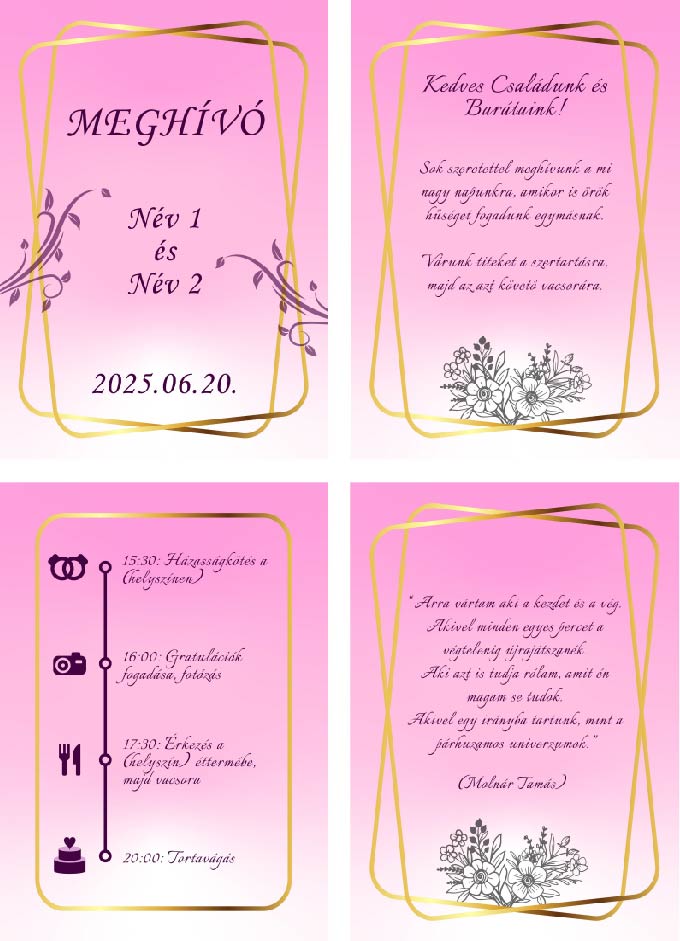 MEGHÍVÓ
Név 1
és
Név 2
2025.06.20.
Kedves Családunk és
Barátaink!
Sok szeretettel meghívunk a mi
nagy napunkra, amikor is örök
hűséget fogadunk egymásnak.
Várunk titeket a szertartásra,
majd az azt követő vacsorára.
15:30: Házasságkötés a
(helyszínen)
16:00: Gratulációk
fogadása, fotózás
17:30: Érkezés a
(helyszín) éttermébe,
majd vacsora
20:00: Tortavágás
“ Arra vártam aki a kezdet és a vég.
Akivel minden egyes percet a
végtelenig újrajátszanék.
Aki azt is tudja rólam, amit én
magam se tudok.
Akivel egy irányba tartunk, mint a
párhuzamos univerzumok.”
(Molnár Tamás)